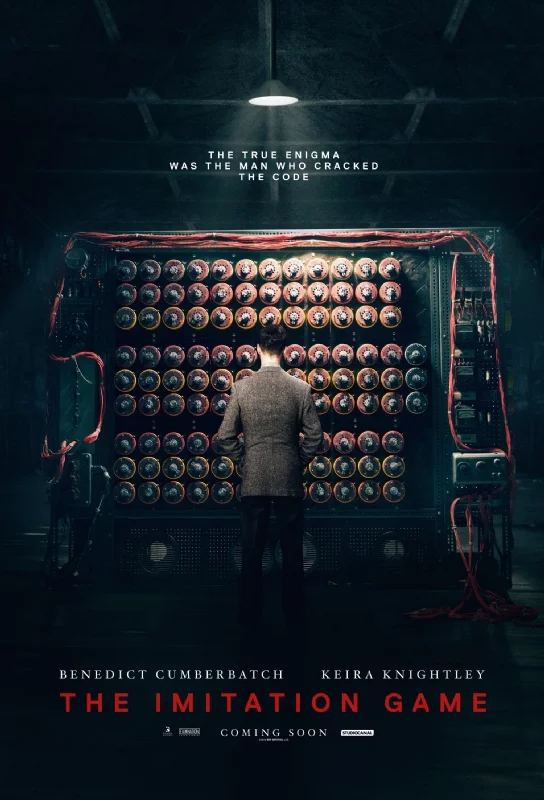 THE TRUE ENIGMA
WAS THE MAN WHO CRACKED
THE CODE
BENEDICT CUMBERBATCH KEIRA KNIGHTLEY
THE IMITATION GAME
COMING SOON STUDIOCANAL